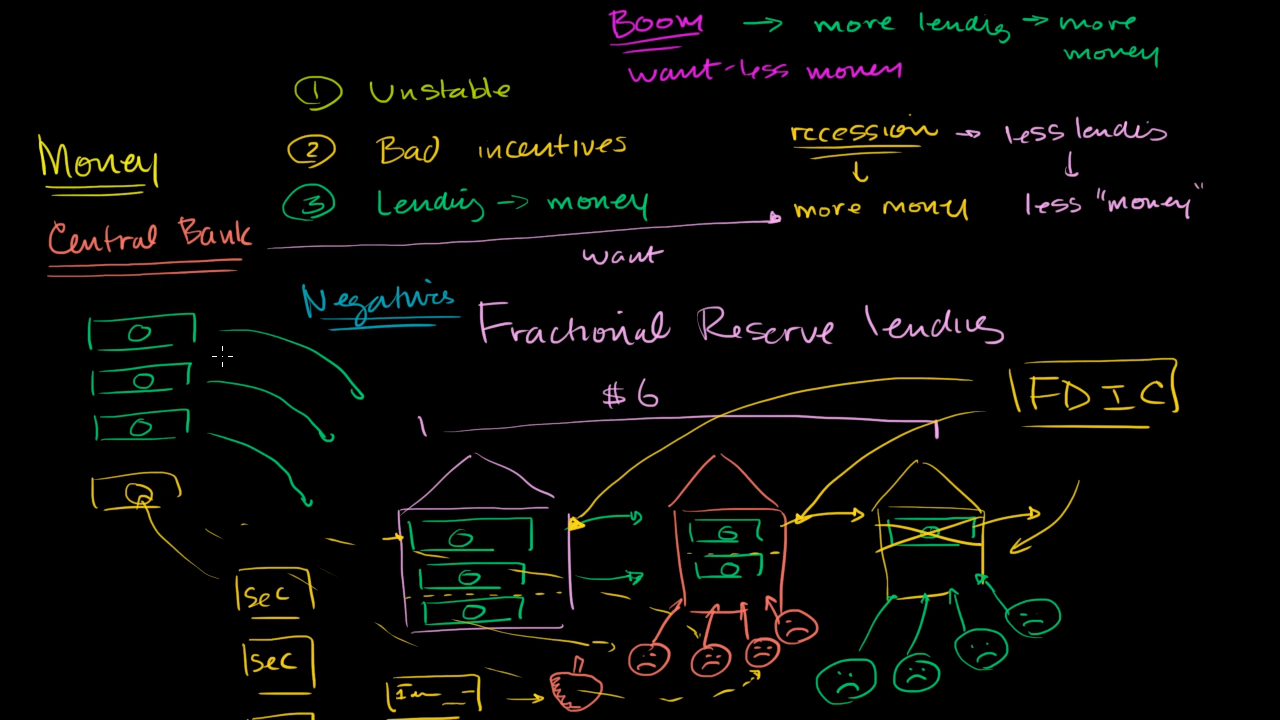 Boom → more lending → more
money
want - less money
① Unstable
② Bad incentives
③ Lending → money
recession → less lending
↓ ↓
more money less "money"
Money
Central Bank
want
Negatives
Fractional Reserve lending
$6
FDIC
sec
sec